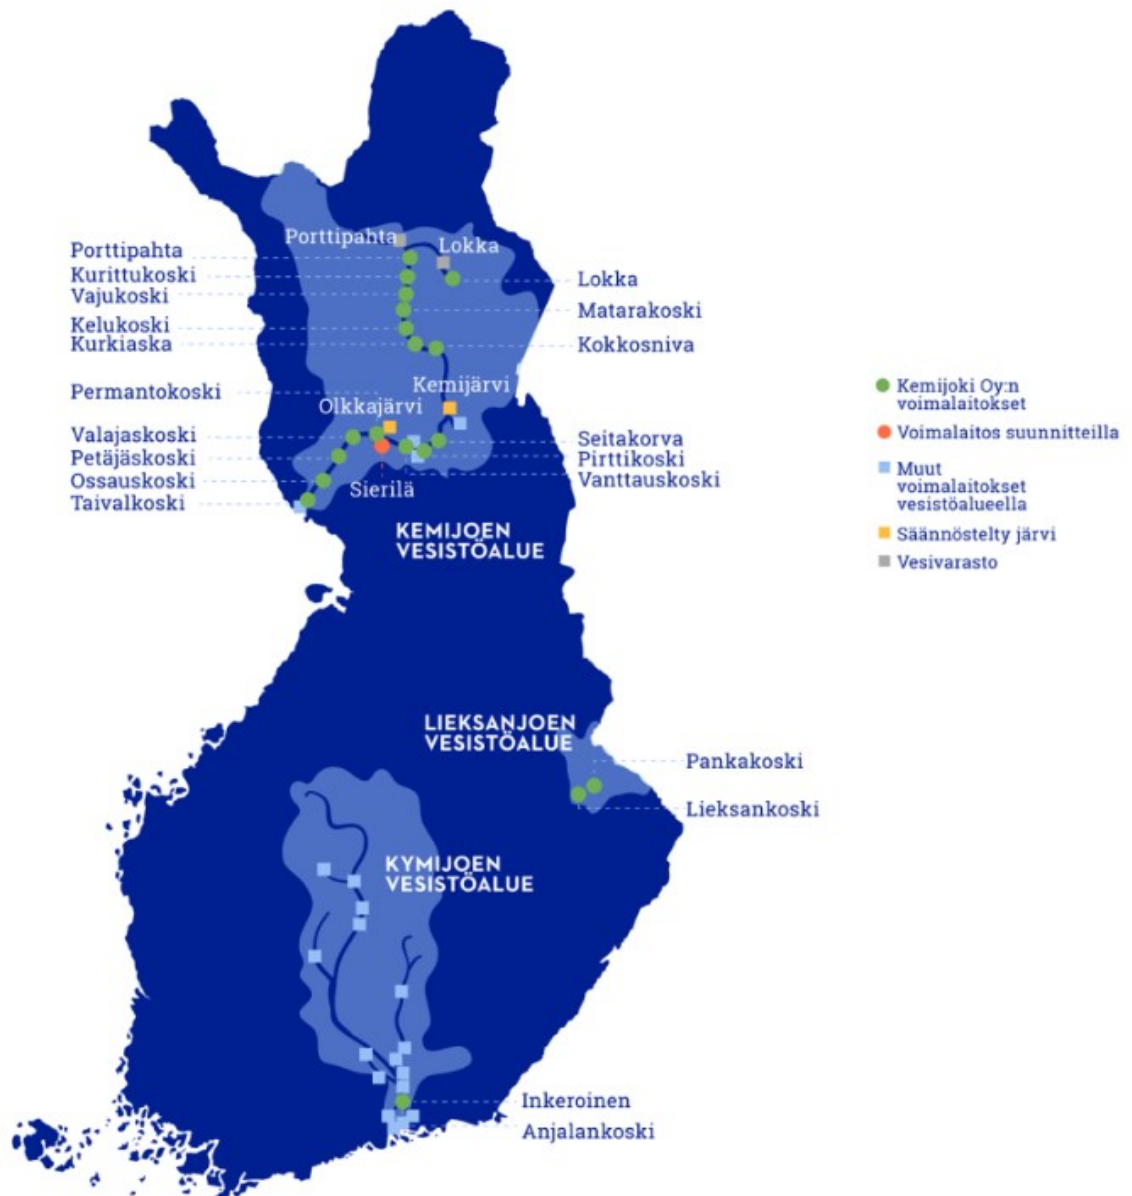 Porttipahta
Lokka
Porttipahta
Kurittukoski
Vajukoski
Kelukoski
Kurkiaska
Permantokoski
Valajaskoski
Petäjäskoski
Ossauskoski
Taivalkoski
Lokka
Matarakoski
Kokkosniva
Kemijärvi
Olkkajärvi
Seitakorva
Pirttikoski
Vanttauskoski
Sierilä
KEMIJOEN
VESISTÖALUE
Kemijoki Oy:n
voimalaitokset
Voimalaitos suunnitteilla
Muut
voimalaitokset
vesistöalueella
Säännöstelty järvi
Vesivarasto
LIEKSANJOEN
VESISTÖALUE
Pankakoski
Lieksankoski
KYMIJOEN
VESISTÖALUE
Inkeroinen
Anjalankoski